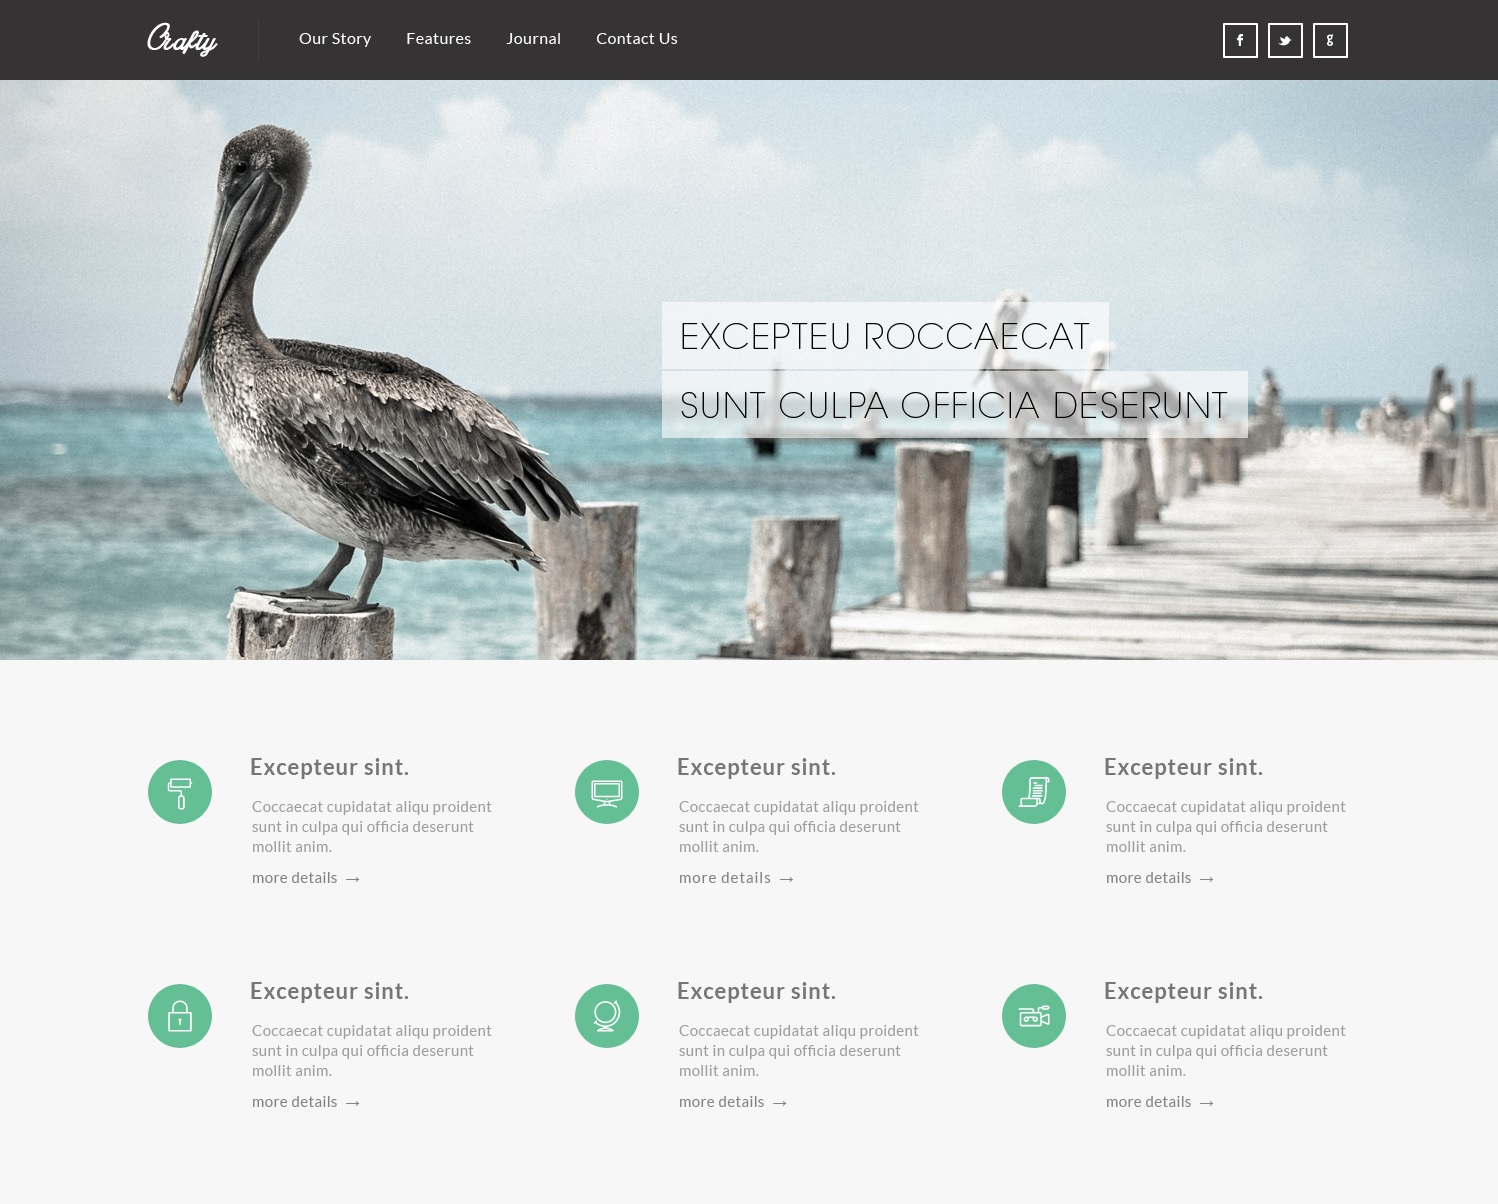 Crafty
Our Story
Features
Journal
Contact Us
EXCEPTEU ROCCAECAT
SUNT CULPA OFFICIA DESERUNT
Excepteur sint.
Coccaecat cupidatat aliqu proident
sunt in culpa qui officia deserunt
mollit anim.
more details →
Excepteur sint.
Coccaecat cupidatat aliqu proident
sunt in culpa qui officia deserunt
mollit anim.
more details →
Excepteur sint.
Coccaecat cupidatat aliqu proident
sunt in culpa qui officia deserunt
mollit anim.
more details →
Excepteur sint.
Coccaecat cupidatat aliqu proident
sunt in culpa qui officia deserunt
mollit anim.
more details →
Excepteur sint.
Coccaecat cupidatat aliqu proident
sunt in culpa qui officia deserunt
mollit anim.
more details →
Excepteur sint.
Coccaecat cupidatat aliqu proident
sunt in culpa qui officia deserunt
mollit anim.
more details →